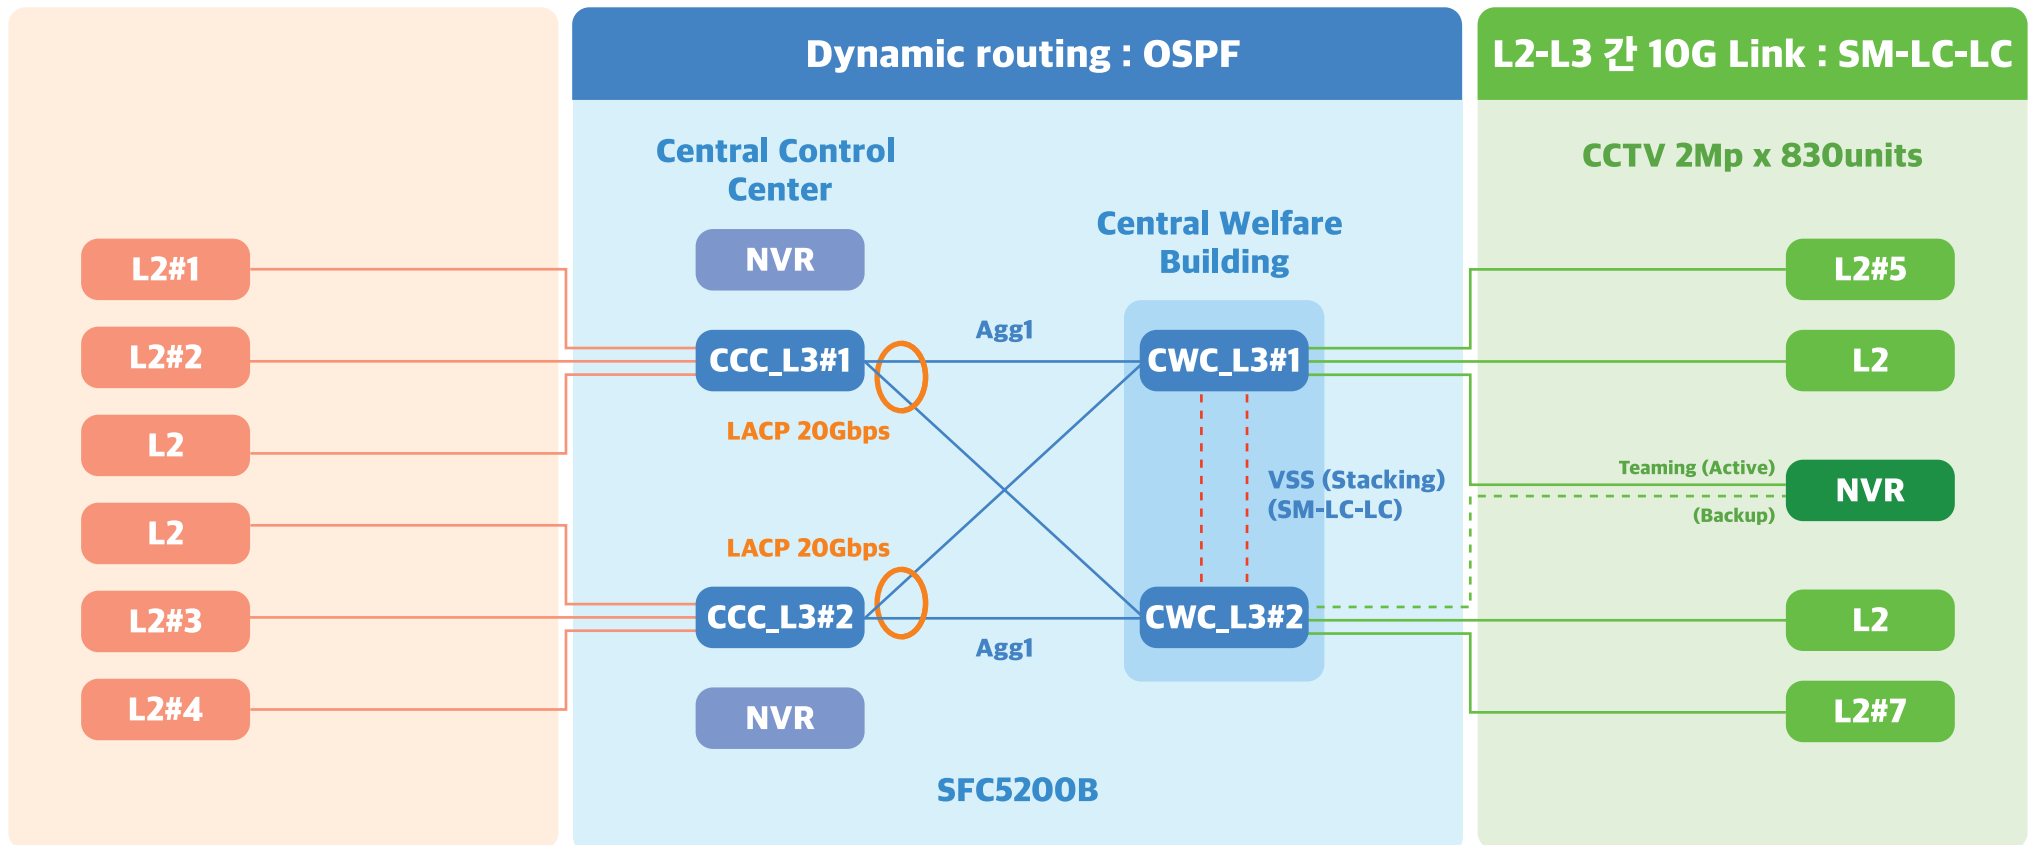 Dynamic routing : OSPF
L2-L3 간 10G Link : SM-LC-LC
L2#1
L2#2
L2
L2
L2#3
L2#4
Central Control
Center
NVR
CCC_L3#1
LACP 20Gbps
LACP 20Gbps
CCC_L3#2
NVR
Agg1
Agg1
Central Welfare
Building
CWC_L3#1
VSS (Stacking)
(SM-LC-LC)
CWC_L3#2
SFC5200B
CCTV 2Mp x 830units
L2#5
L2
Teaming (Active)
NVR
(Backup)
L2
L2#7